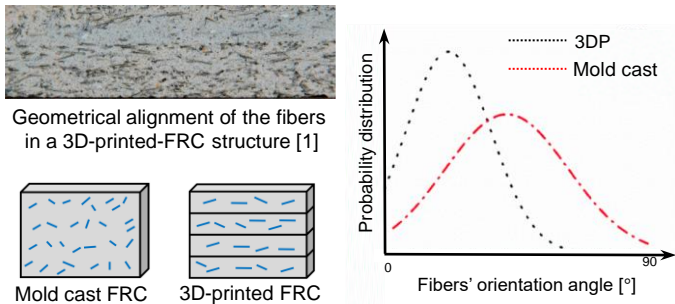 Geometrical alignment of the fibers
in a 3D-printed-FRC structure [1]
Mold cast FRC
3D-printed FRC
3DP
Mold cast
Probability distribution
0
90
Fibers' orientation angle [°]